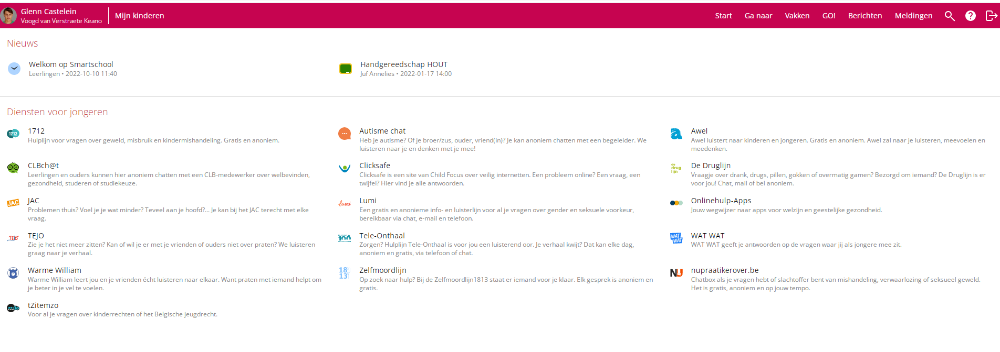 Glenn Castelein
Voogd van Verstraete Keano
Mijn kinderen
Start
Ga naar
Vakken
GO!
Berichten
Meldingen
Nieuws
Welkom op Smartschool
Leerlingen • 2022-10-10 11:40
Handgereedschap HOUT
Juf Annelies • 2022-01-17 14:00
Diensten voor jongeren
1712
1712
Hulplijn voor vragen over geweld, misbruik en kindermishandeling. Gratis en anoniem.
Autisme chat
Heb je autisme? Of je broer/zus, ouder, vriend(in)? Je kan anoniem chatten met een begeleider. We
luisteren naar je en denken met je mee!
a
Awel
Awel luistert naar kinderen en jongeren. Gratis en anoniem. Awel zal naar je luisteren, meevoelen en
meedenken.
CLBch@t
Leerlingen en ouders kunnen hier anoniem chatten met een CLB-medewerker over welbevinden,
gezondheid, studeren of studiekeuze.
Clicksafe
Clicksafe is een site van Child Focus over veilig internetten. Een probleem online? Een vraag, een
twijfel? Hier vind je alle antwoorden.
de
drug
lijn
De Druglijn
Vraagje over drank, drugs, pillen, gokken of overmatig gamen? Bezorgd om iemand? De Druglijn is er
voor jou! Chat, mail of bel anoniem.
JAC
JAC
Problemen thuis? Voel je je wat minder? Teveel aan je hoofd?... Je kan bij het JAC terecht met elke
vraag.
lumi
Lumi
Een gratis en anonieme info- en luisterlijn voor al je vragen over gender en seksuele voorkeur,
bereikbaar via chat, e-mail en telefoon.
Onlinehulp-Apps
Jouw wegwijzer naar apps voor welzijn en geestelijke gezondheid.
Tejo
TEJO
Zie je het niet meer zitten? Kan of wil je er met je vrienden of ouders niet over praten? We luisteren
graag naar je verhaal.
106
Tele-Onthaal
Zorgen? Hulplijn Tele-Onthaal is voor jou een luisterend oor. Je verhaal kwijt? Dat kan elke dag,
anoniem en gratis, via telefoon of chat.
WAT
WAT
WAT WAT
WAT WAT geeft je antwoorden op de vragen waar jij als jongere mee zit.
Warme William
Warme William leert jou en je vrienden écht luisteren naar elkaar. Want praten met iemand helpt om
je beter in je vel te voelen.
18
13
Zelfmoordlijn
Op zoek naar hulp? Bij de Zelfmoordlijn1813 staat er iemand voor je klaar. Elk gesprek is anoniem en
gratis.
NU
nupraatikerover.be
Chatbox als je vragen hebt of slachtoffer bent van mishandeling, verwaarlozing of seksueel geweld.
Het is gratis, anoniem en op jouw tempo.
tZitemzo
Voor al je vragen over kinderrechten of het Belgische jeugdrecht.